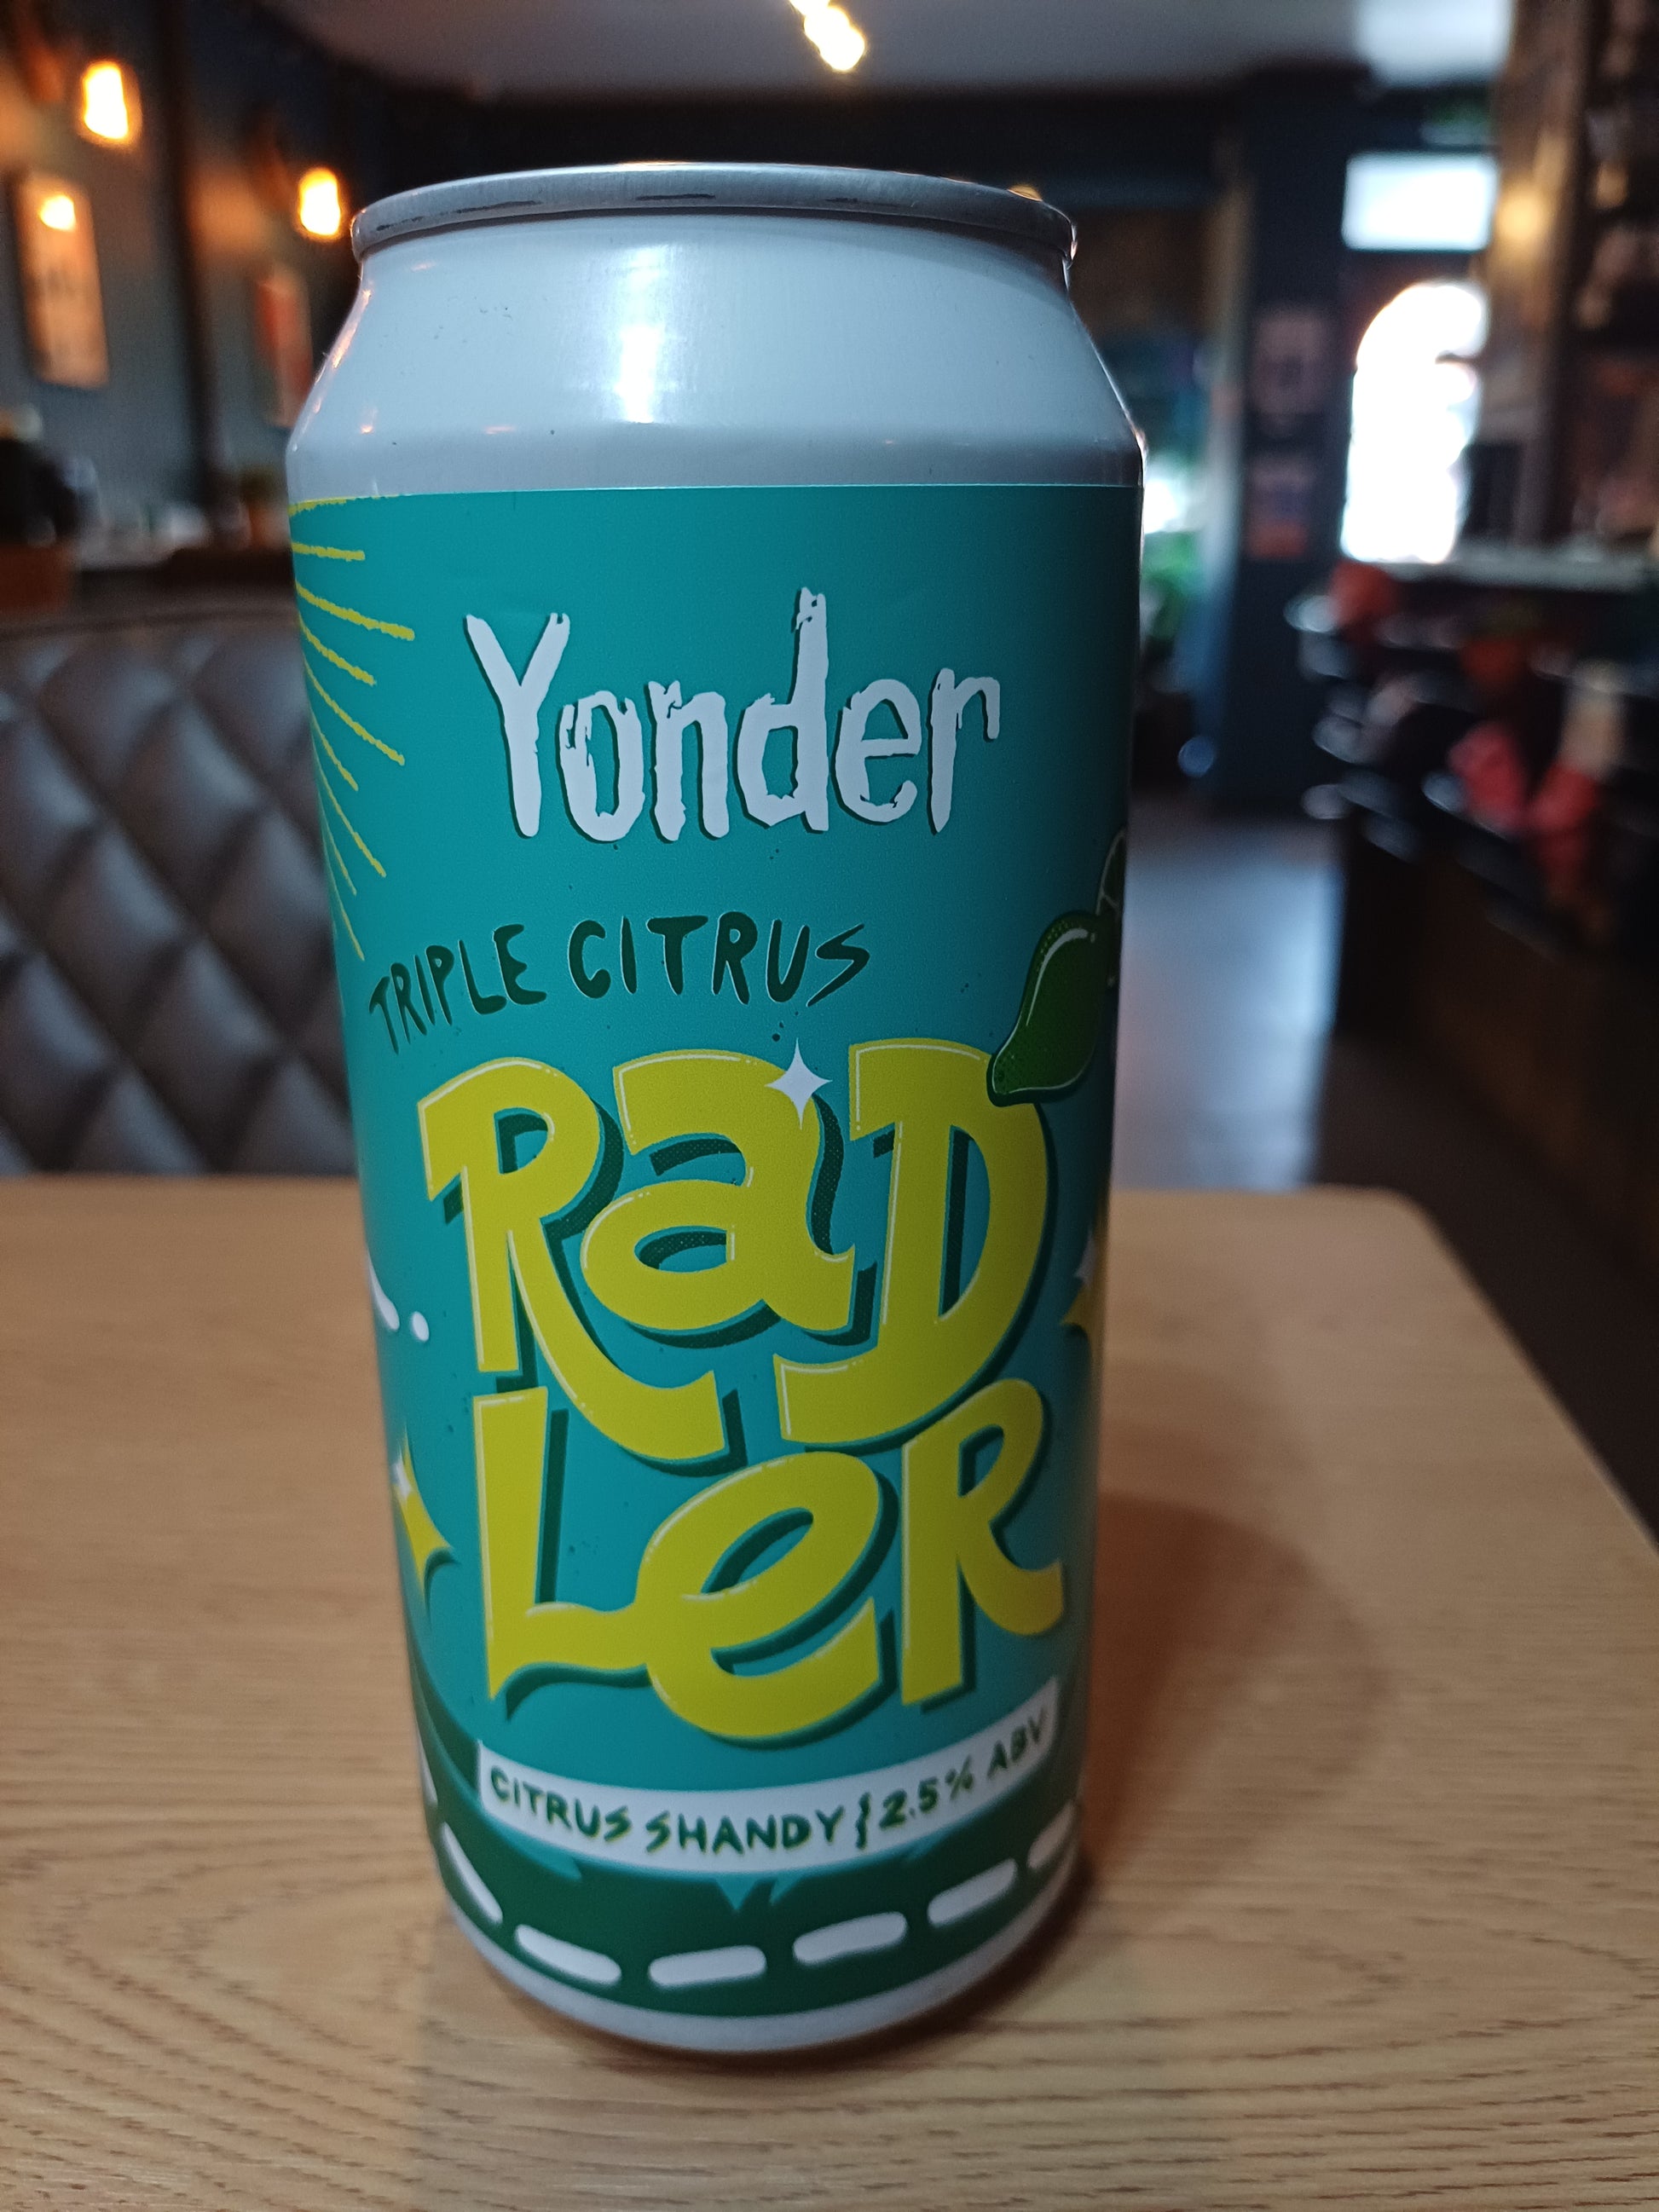 Yonder
TRIPLE CITRUS
RaD
LeR
CITRUS SHANDY { 2.5% ABV